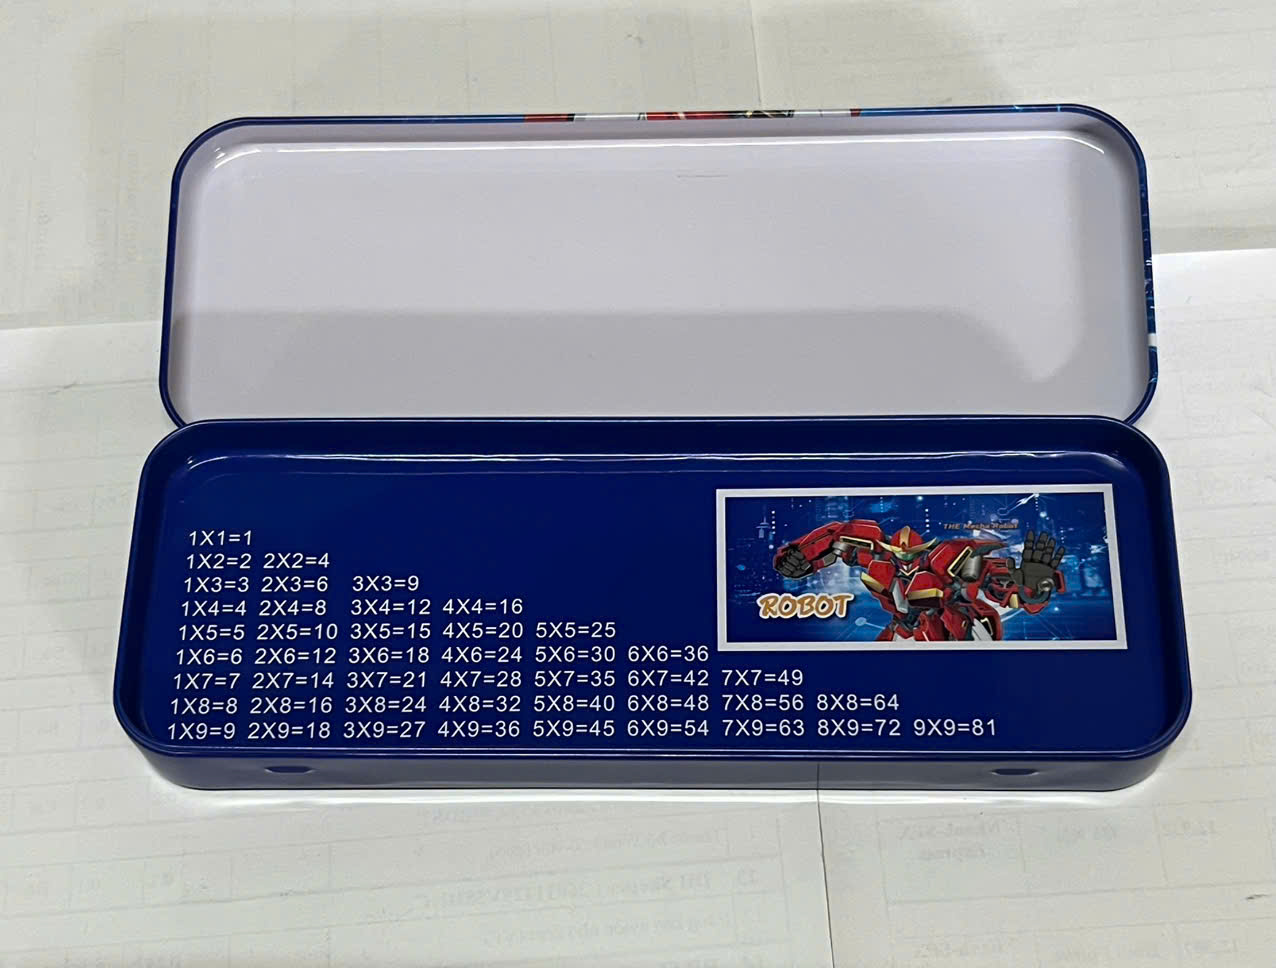 1X1=1
1X2=2 2X2=4
1X3=3 2X3=6 3X3=9
1X4=4 2X4=8 3X4=12 4X4=16
1X5=5 2X5=10 3X5=15 4X5=20 5X5=25
1X6=6 2X6=12 3X6=18 4X6=24 5X6=30 6X6=36
1X7=7 2X7=14 3X7=21 4X7=28 5X7=35 6X7=42 7X7=49
1X8=8 2X8=16 3X8=24 4X8=32 5X8=40 6X8=48 7X8=56 8X8=64
1X9=9 2X9=18 3X9=27 4X9=36 5X9=45 6X9=54 7X9=63 8X9=72 9X9=81
THE Mecha Robot
ROBOT